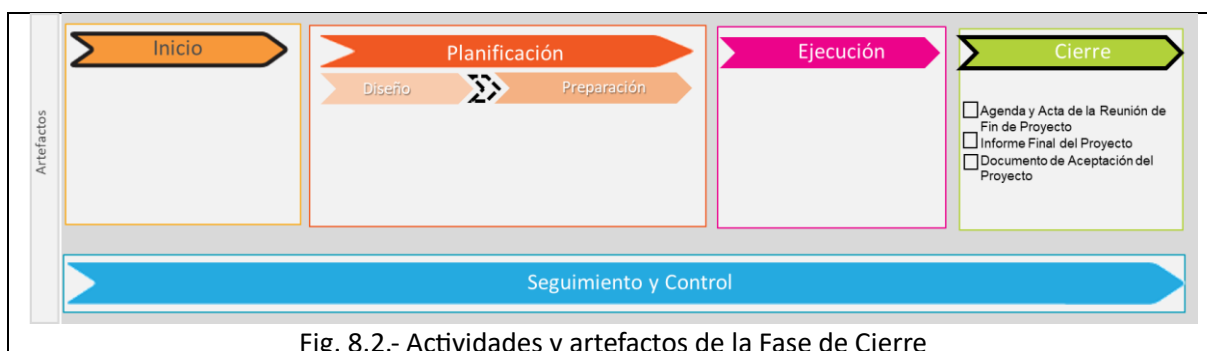 Artefactos
Inicio
Planificación
Diseño
Preparación
Ejecución
Cierre
Agenda y Acta de la Reunión de
Fin de Proyecto
Informe Final del Proyecto
Documento de Aceptación del
Proyecto
Seguimiento y Control
Fig. 8.2.- Actividades y artefactos de la Fase de Cierre